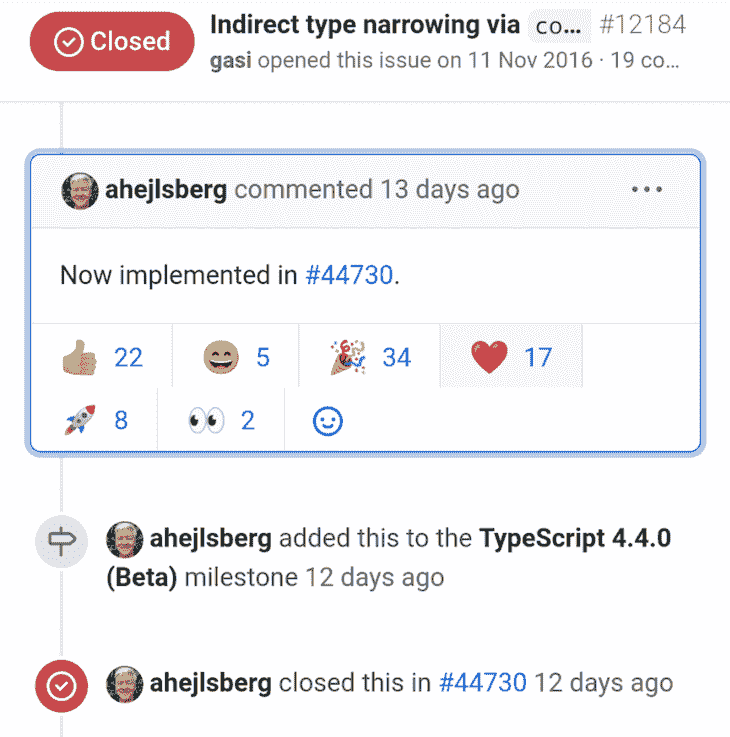 Closed
Indirect type narrowing via co... #12184
gasi opened this issue on 11 Nov 2016 · 19 co...
ahejlsberg commented 13 days ago
Now implemented in #44730.
22 5 34 17
8 2
ahejlsberg added this to the TypeScript 4.4.0
(Beta) milestone 12 days ago
ahejlsberg closed this in #44730 12 days ago